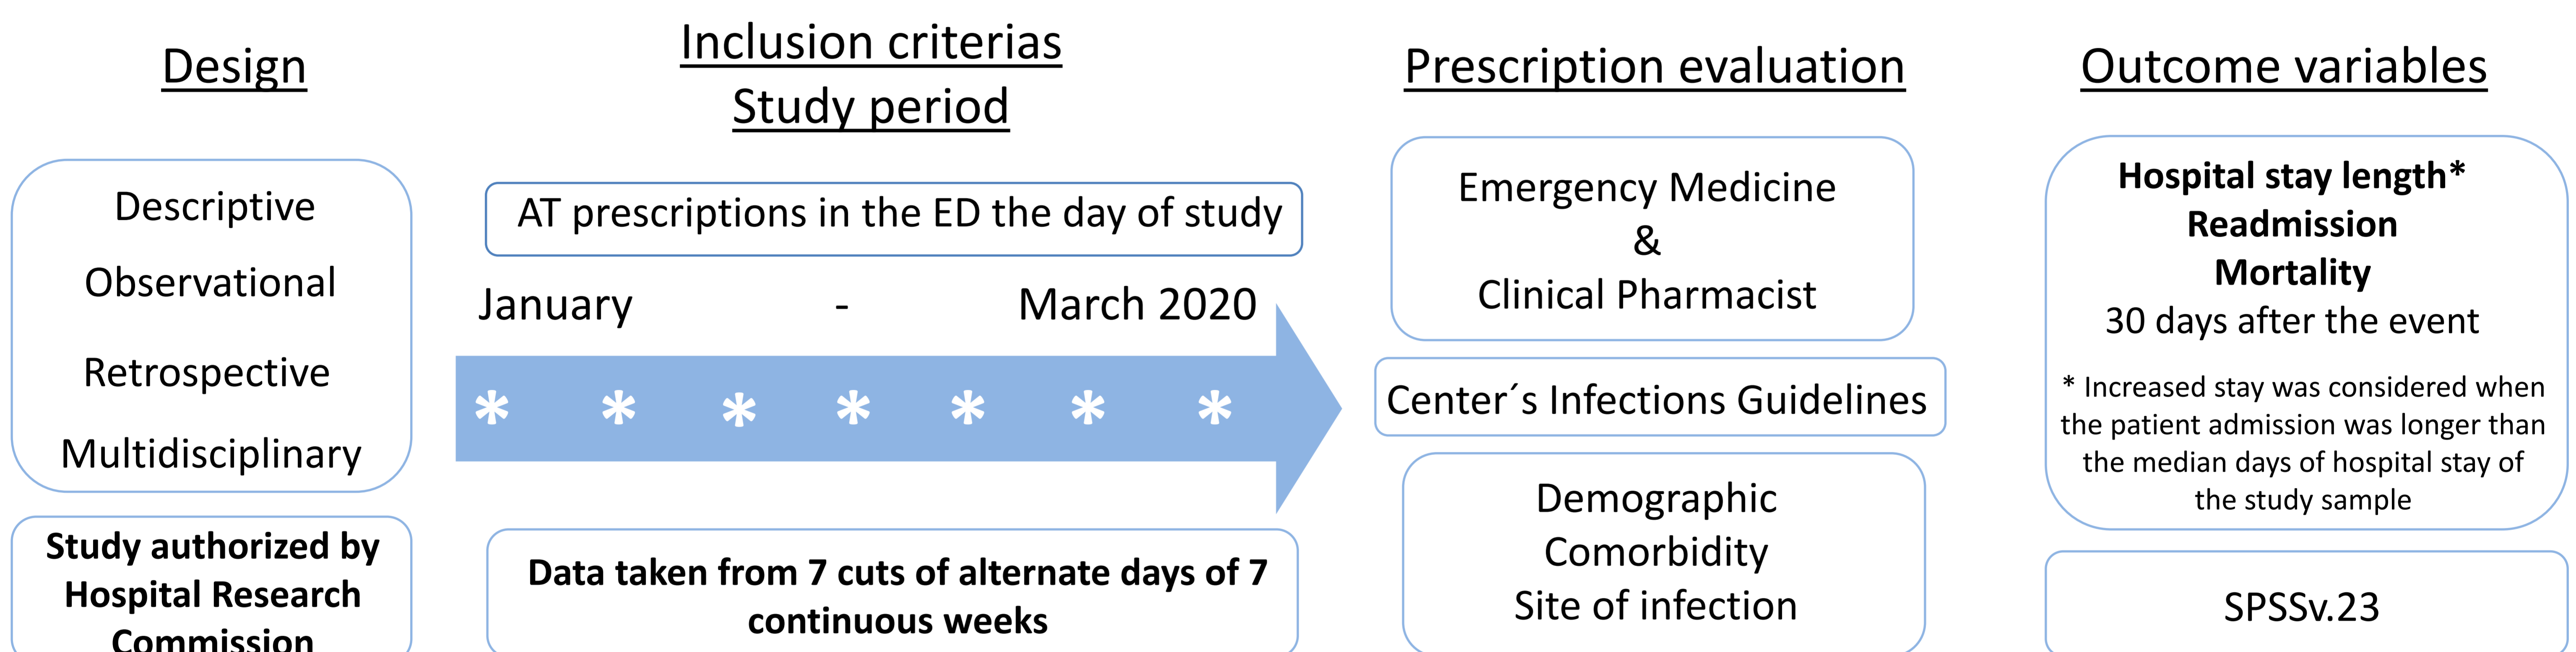 Design
Descriptive
Observational
Retrospective
Multidisciplinary
Study authorized by
Hospital Research
Commission
Inclusion criterias
Study period
AT prescriptions in the ED the day of study
January - March 2020
* * * * * * *
Data taken from 7 cuts of alternate days of 7
continuous weeks
Prescription evaluation
Emergency Medicine
&
Clinical Pharmacist
Center´s Infections Guidelines
Demographic
Comorbidity
Site of infection
Outcome variables
Hospital stay length*
Readmission
Mortality
30 days after the event
* Increased stay was considered when
the patient admission was longer than
the median days of hospital stay of
the study sample
SPSSv.23